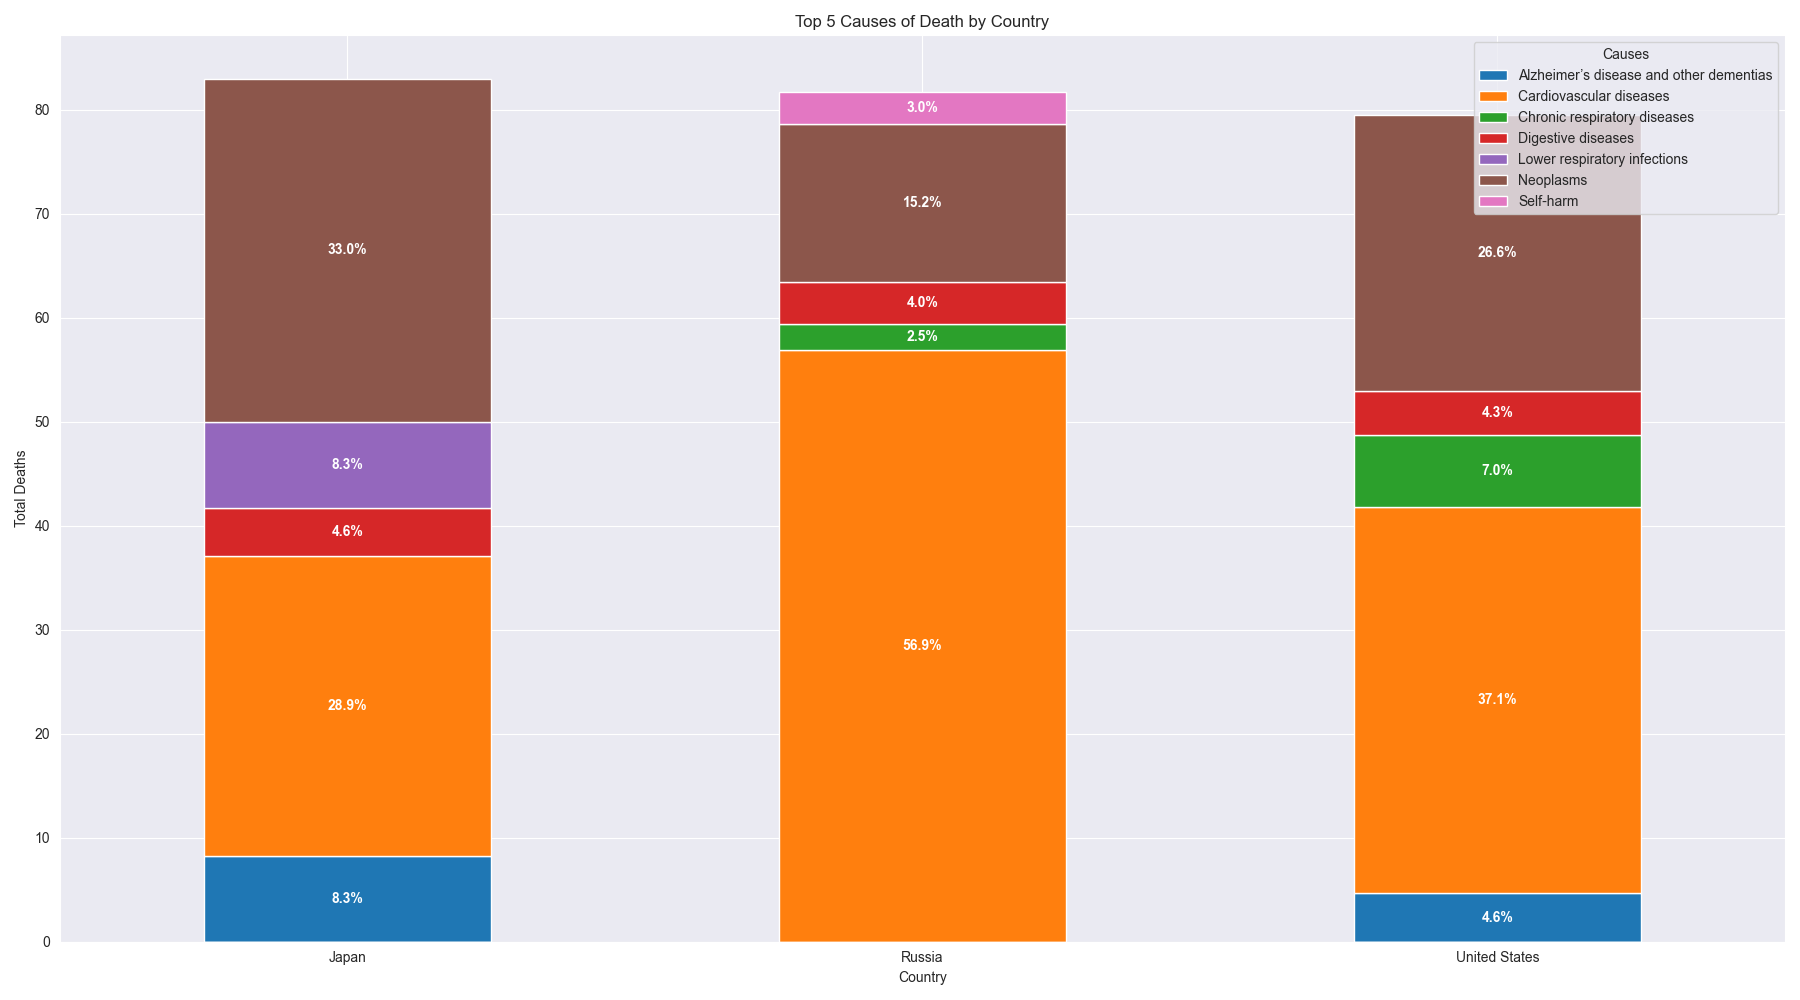 Top 5 Causes of Death by Country
Causes
Alzheimer’s disease and other dementias
Cardiovascular diseases
Chronic respiratory diseases
Digestive diseases
Lower respiratory infections
Neoplasms
Self-harm
Total Deaths
80
70
60
50
40
30
20
10
0
33.0%
8.3%
4.6%
28.9%
8.3%
3.0%
15.2%
4.0%
2.5%
56.9%
26.6%
4.3%
7.0%
37.1%
4.6%
Japan
Russia
United States
Country